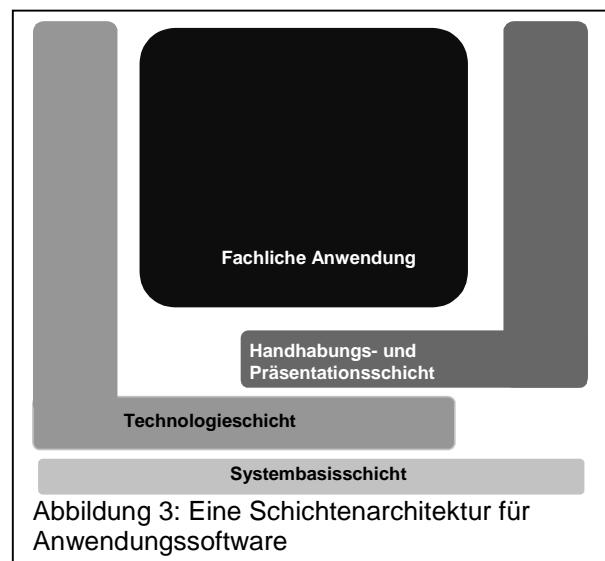 Fachliche Anwendung
Handhabungs- und
Präsentationsschicht
Technologieschicht
Systembasisschicht
Abbildung 3: Eine Schichtenarchitektur für
Anwendungssoftware